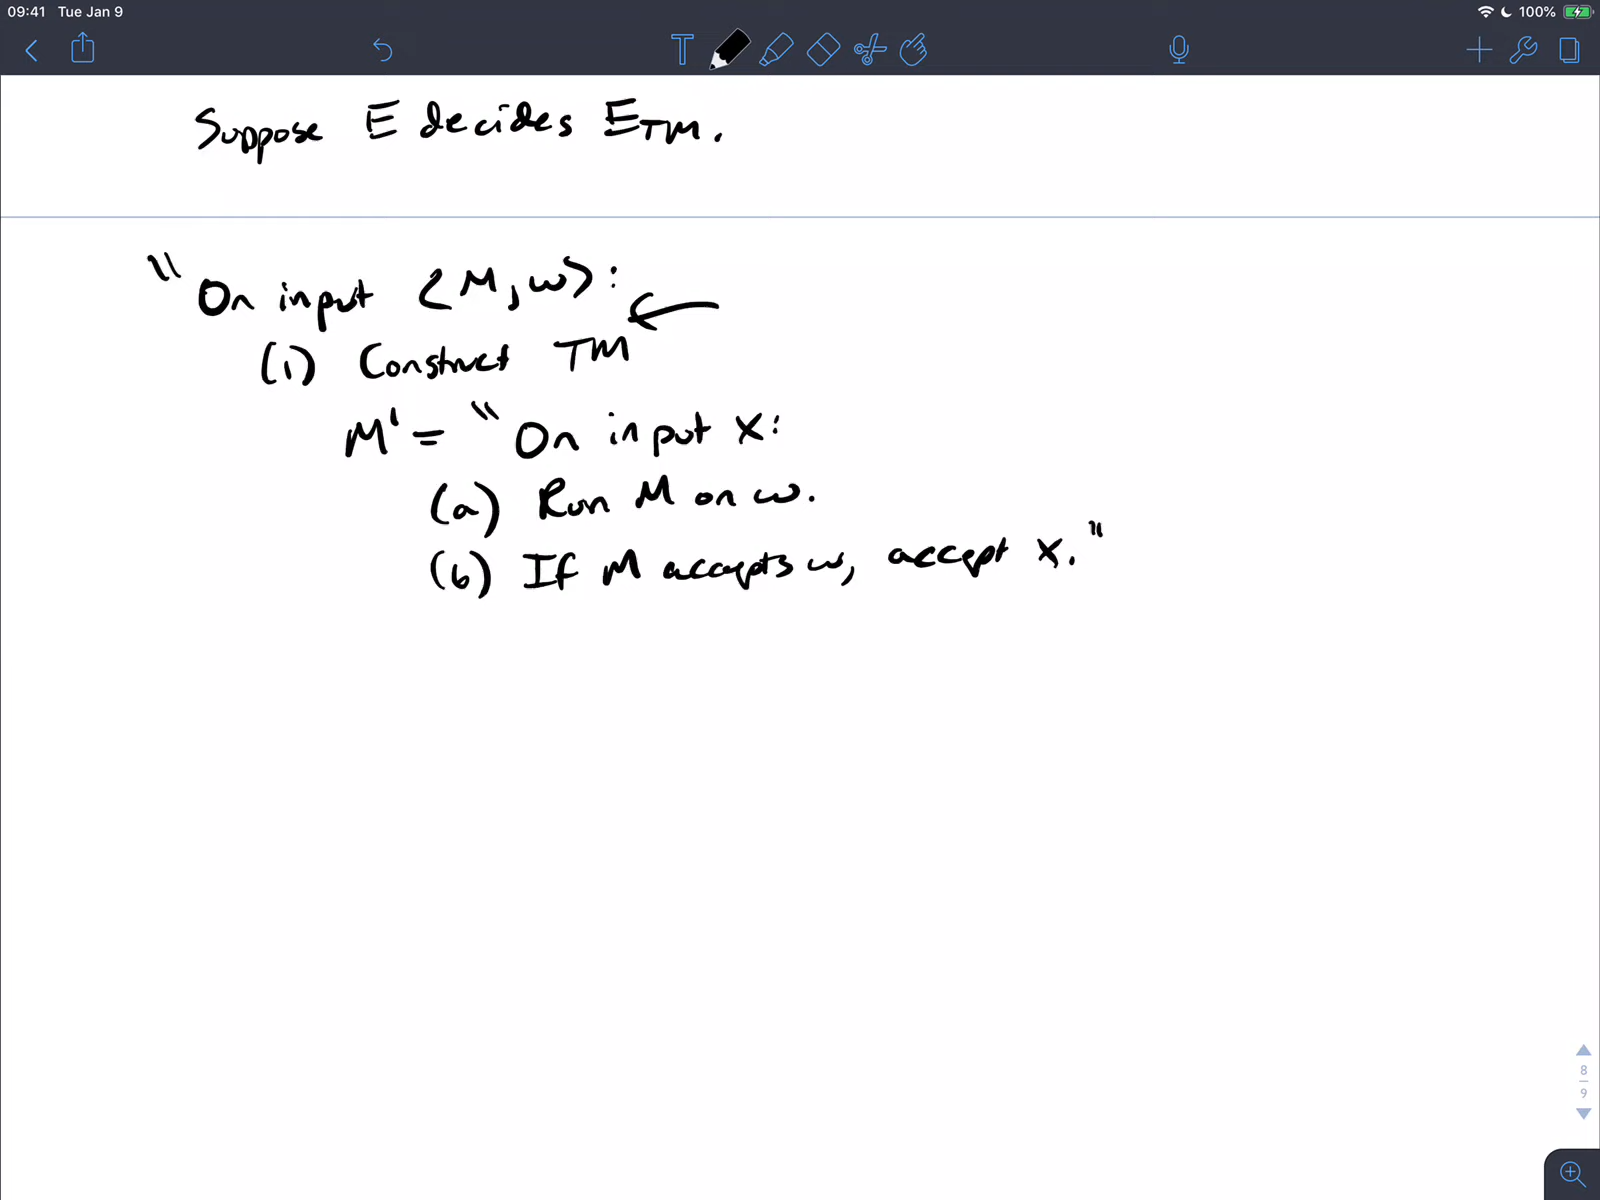 09:41 Tue Jan 9 100%
T
Suppose E decides E_TM.
"On input ⟨M, w⟩:
(1) Construct TM
M' = "On input x:
(a) Run M on w.
(b) If M accepts w, accept x."
8
9